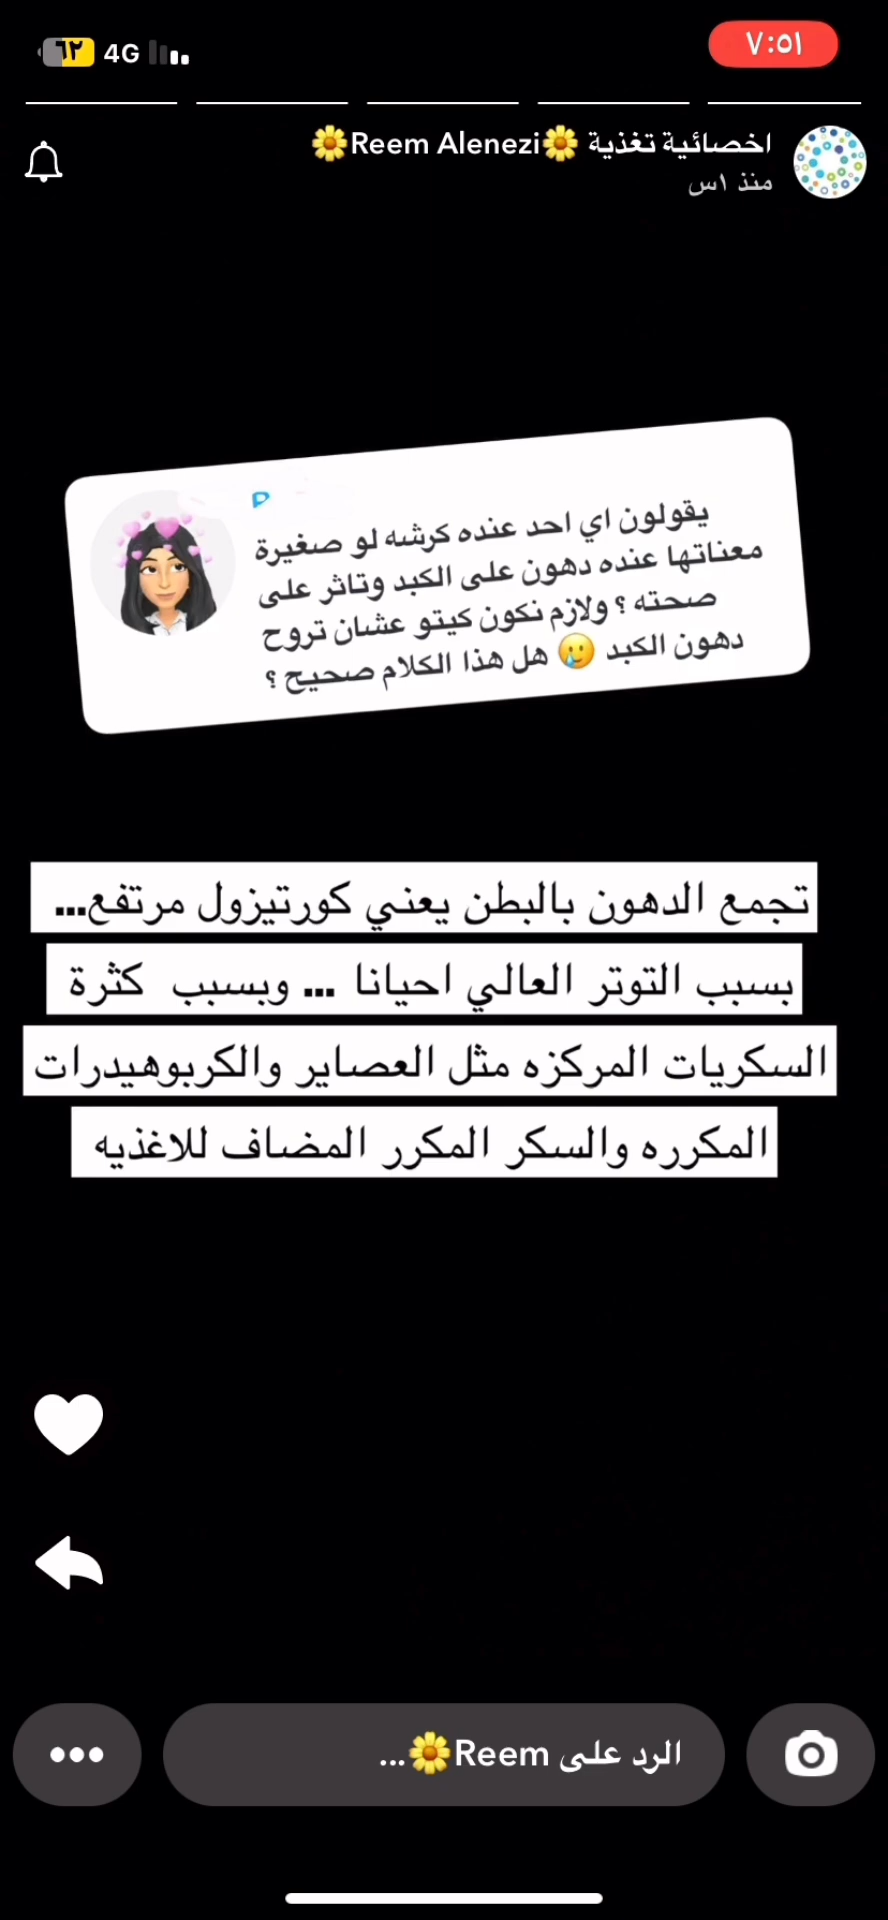 ٦٢ 4G
٧:٥١
اخصائية تغذية 🌼Reem Alenezi🌼
منذ ١س
يقولون اي احد عنده كرشه لو صغيرة
معناتها عنده دهون على الكبد وتاثر على
صحته ؟ ولازم نكون كيتو عشان تروح
دهون الكبد 🥲 هل هذا الكلام صحيح ؟
تجمع الدهون بالبطن يعني كورتيزول مرتفع...
بسبب التوتر العالي احيانا ... وبسبب كثرة
السكريات المركزه مثل العصاير والكربوهيدرات
المكرره والسكر المكرر المضاف للاغذيه
الرد على Reem🌼...